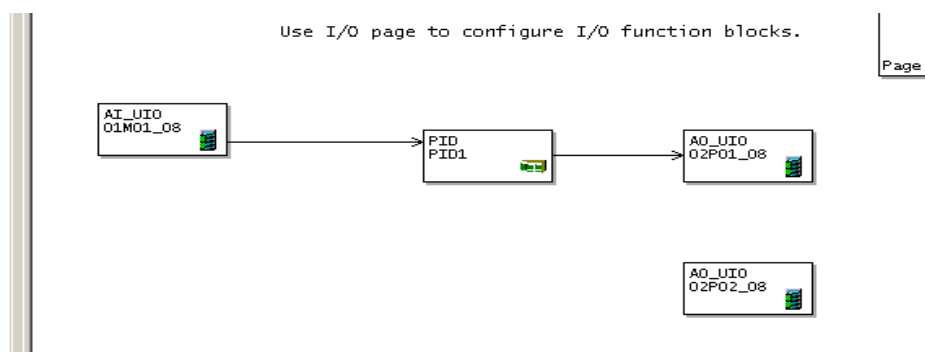 Use I/O page to configure I/O function blocks.
Page
AI_UIO
01M01_08
PID
PID1
AO_UIO
02P01_08
AO_UIO
02P02_08